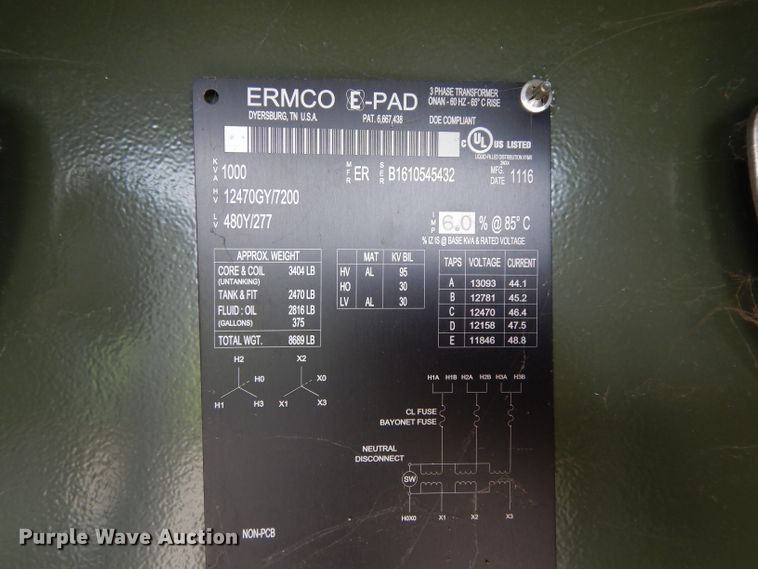 ERMCO E-PAD
DYERSBURG, TN U.S.A. PAT. 6,667,438
3 PHASE TRANSFORMER
ONAN - 60 HZ - 65° C RISE
DOE COMPLIANT
C UL US LISTED
LIQUID-FILLED DISTRIBUTION XFMR
KVA 1000 MFR ER SER B1610545432 MFG. DATE 1116
HV 12470GY/7200
LV 480Y/277 IMP 6.0 % @ 85° C
% IZ IS @ BASE KVA & RATED VOLTAGE
APPROX. WEIGHT
CORE & COIL 3404 LB
(UNTANKING)
TANK & FIT 2470 LB
FLUID : OIL 2816 LB
(GALLONS) 375
TOTAL WGT. 8689 LB
MAT KV BIL
HV AL 95
HO 30
LV AL 30
TAPS VOLTAGE CURRENT
A 13093 44.1
B 12781 45.2
C 12470 46.4
D 12158 47.5
E 11846 48.8
H2 X2
H0 X0
H1 H3 X1 X3
H1A H1B H2A H2B H3A H3B
CL FUSE
BAYONET FUSE
NEUTRAL
DISCONNECT
SW
H0X0 X1 X2 X3
NON-PCB
Purple Wave Auction